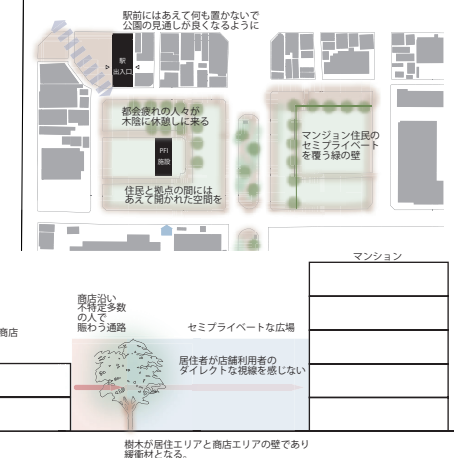 駅前にはあえて何も置かないで
公園の見通しが良くなるように
駅
出入口
都会疲れの人々が
木陰に休憩しに来る
PFI
施設
マンジョン住民の
セミプライベート
を覆う緑の壁
住民と拠点の間には
あえて開かれた空間を
マンション
商店沿い
不特定多数
の人で
賑わう通路
商店
セミプライベートな広場
居住者が店舗利用者の
ダイレクトな視線を感じない
樹木が居住エリアと商店エリアの壁であり
緩衝材となる。